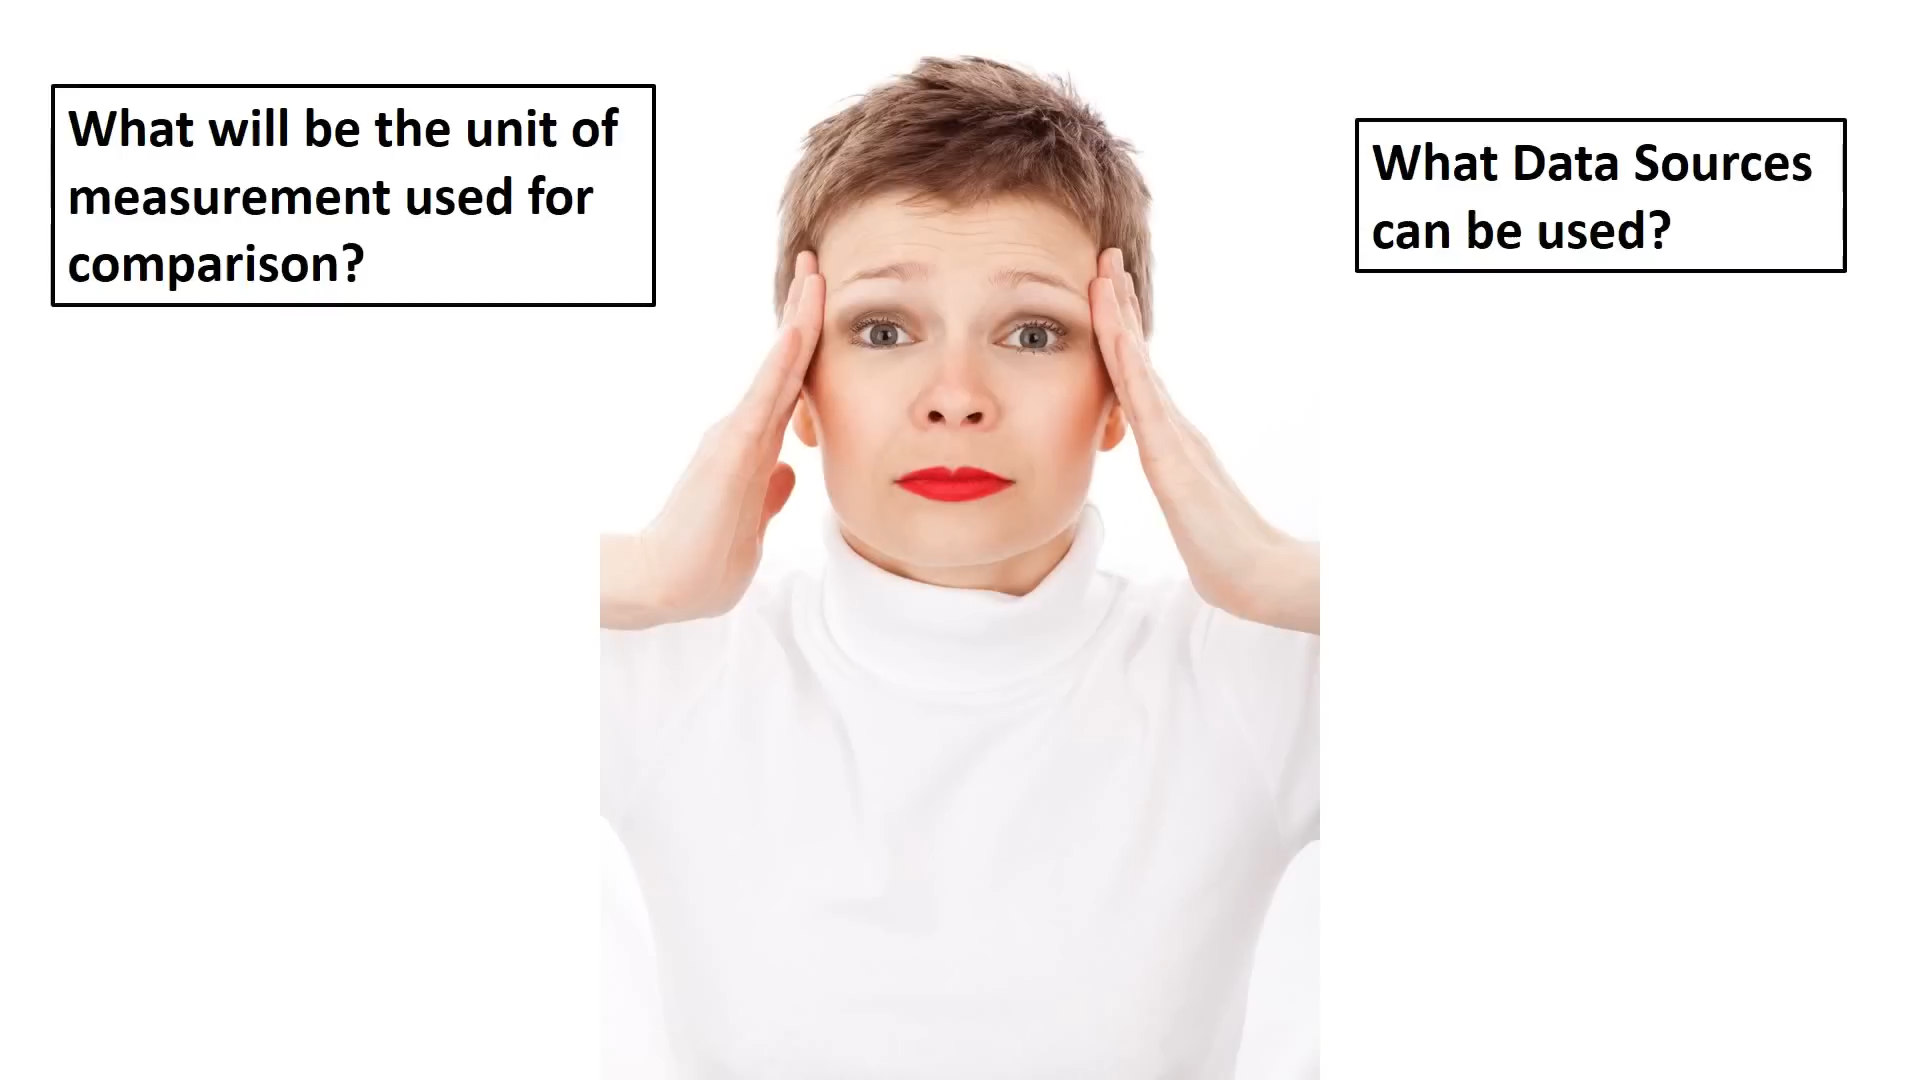 What will be the unit of
measurement used for
comparison?
What Data Sources
can be used?